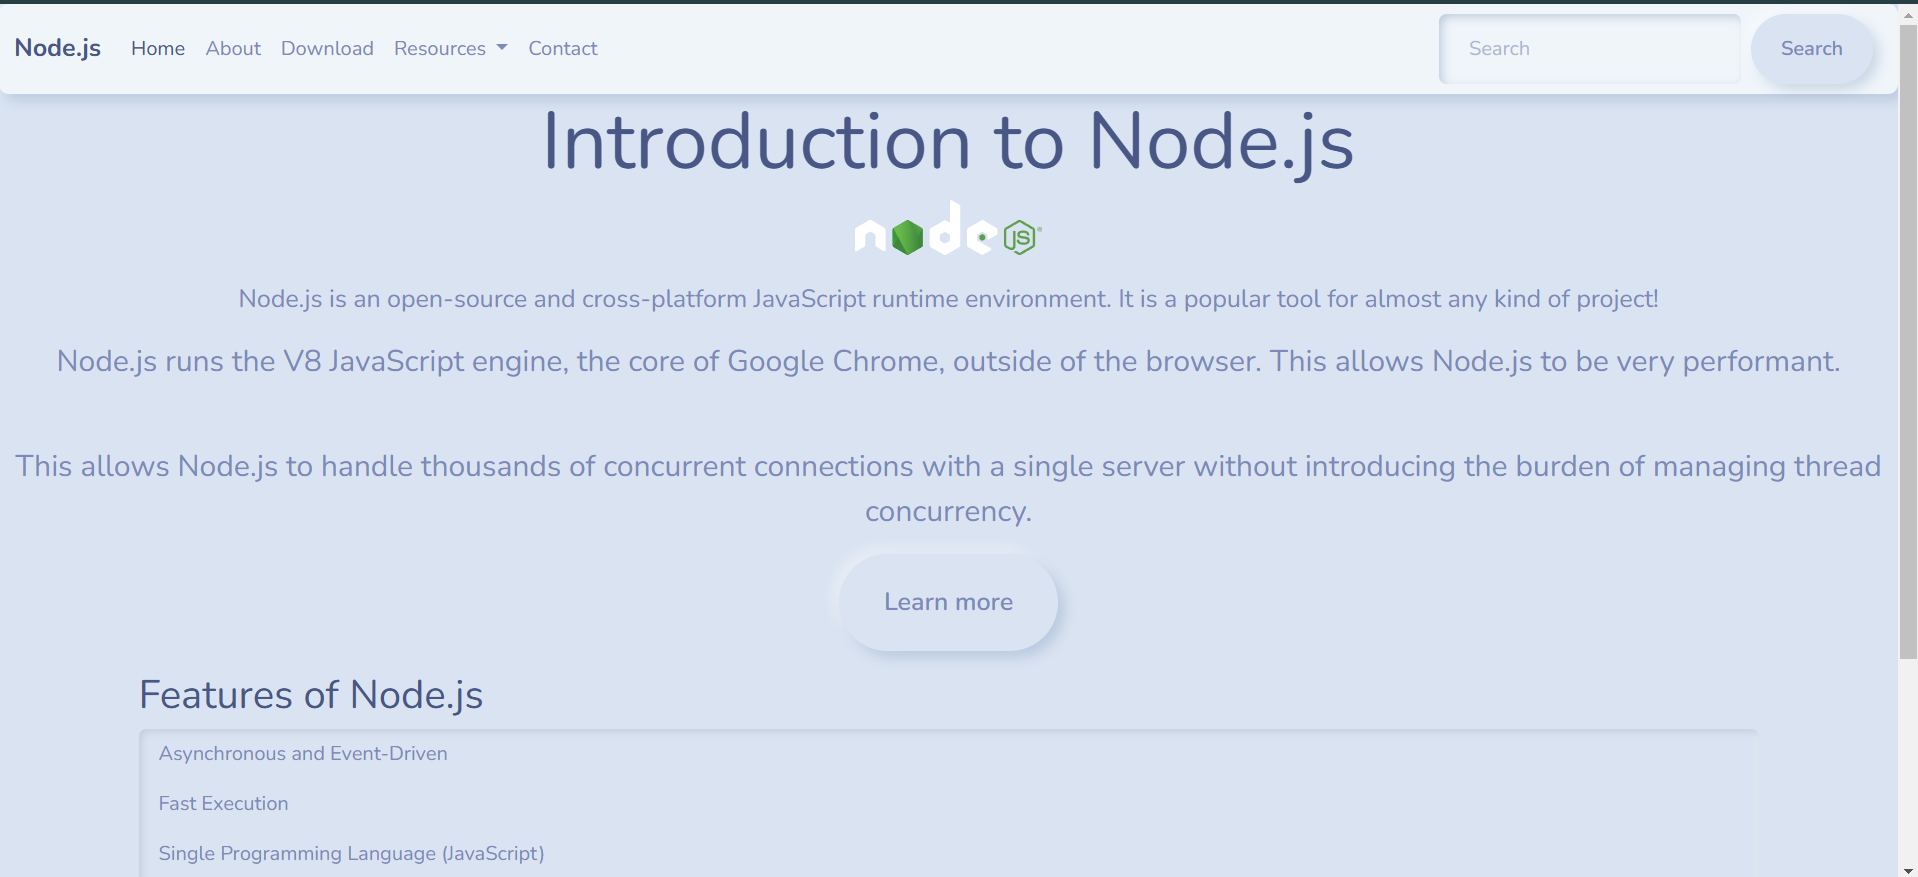 Node.js Home About Download Resources Contact Search Search
Introduction to Node.js
node JS
Node.js is an open-source and cross-platform JavaScript runtime environment. It is a popular tool for almost any kind of project!
Node.js runs the V8 JavaScript engine, the core of Google Chrome, outside of the browser. This allows Node.js to be very performant.
This allows Node.js to handle thousands of concurrent connections with a single server without introducing the burden of managing thread
concurrency.
Learn more
Features of Node.js
Asynchronous and Event-Driven
Fast Execution
Single Programming Language (JavaScript)